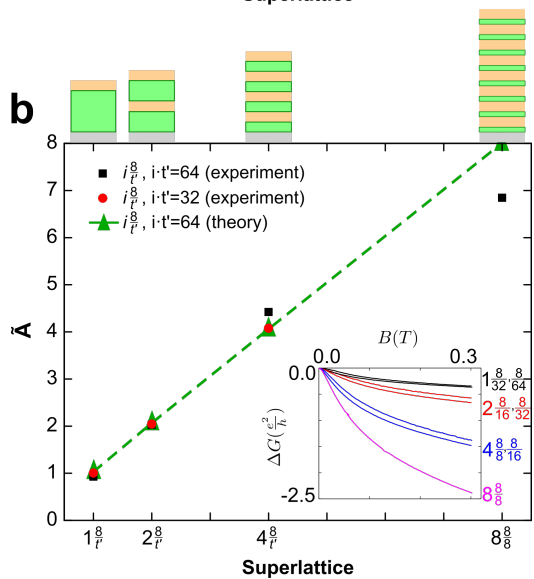 Superlattice
b
8
7
6
5
4
3
2
1
0
Ã
i 8/t', i·t'=64 (experiment)
i 8/t', i·t'=32 (experiment)
i 8/t', i·t'=64 (theory)
B(T)
0.0 0.3
0.0
-2.5
ΔG(e²/h)
1 8/32, 8/64
2 8/16, 8/32
4 8/8, 8/16
8 8/8
1 8/t' 2 8/t' 4 8/t' 8 8/8
Superlattice